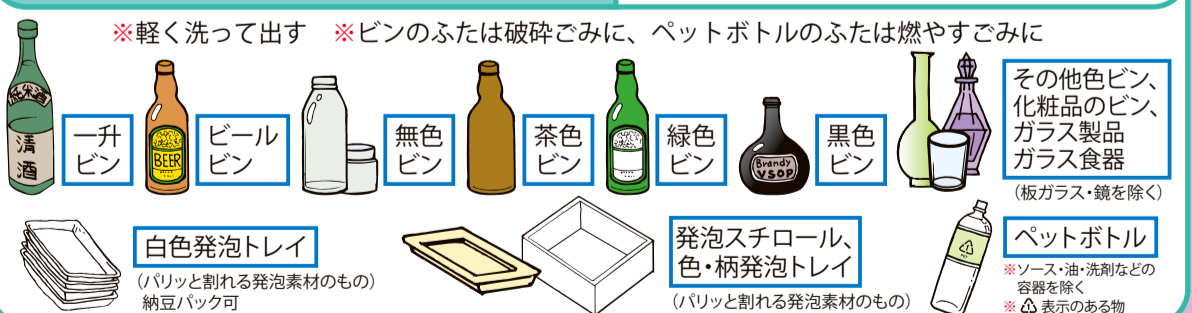 ※軽く洗って出す ※ビンのふたは破砕ごみに、ペットボトルのふたは燃やすごみに
純米酒
清酒
一升
ビン
BEER
ビール
ビン
無色
ビン
茶色
ビン
緑色
ビン
Brandy
VSOP
黒色
ビン
その他色ビン、
化粧品のビン、
ガラス製品
ガラス食器
(板ガラス・鏡を除く)
白色発泡トレイ
(パリッと割れる発泡素材のもの)
納豆パック可
発泡スチロール、
色・柄発泡トレイ
(パリッと割れる発泡素材のもの)
ペットボトル
※ソース・油・洗剤などの
容器を除く
※ 表示のある物